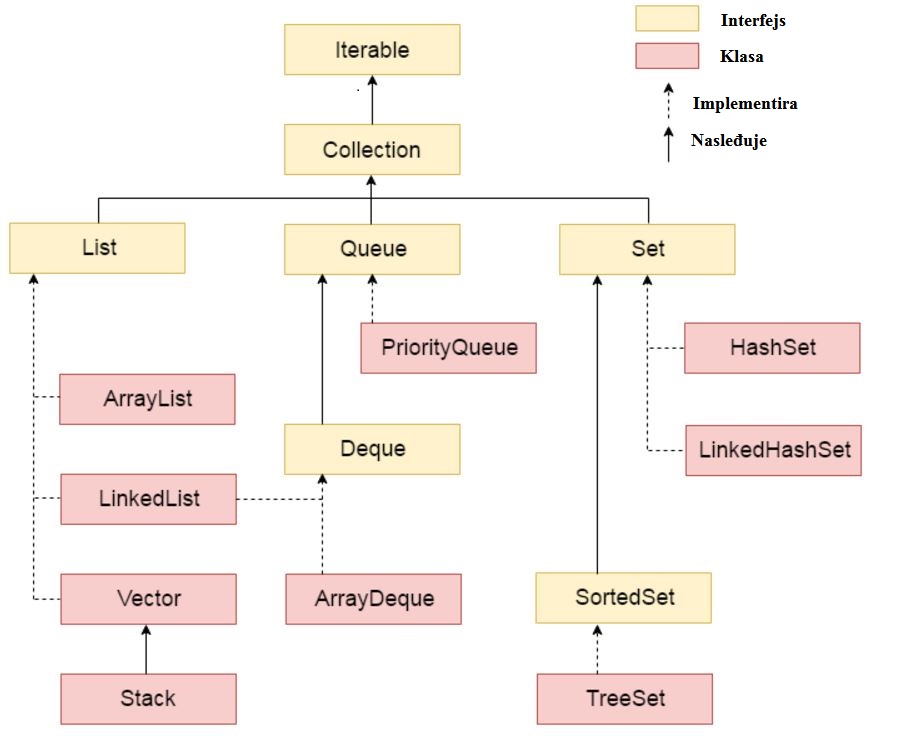 Iterable
Interfejs
Klasa
Implementira
Nasleđuje
Collection
List
Queue
Set
PriorityQueue
HashSet
ArrayList
Deque
LinkedHashSet
LinkedList
Vector
ArrayDeque
SortedSet
Stack
TreeSet